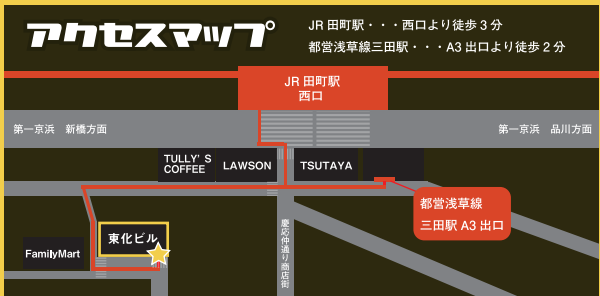 アクセスマップ
JR 田町駅・・・西口より徒歩３分
都営浅草線三田駅・・・A3 出口より徒歩２分
JR 田町駅
西口
第一京浜　新橋方面
第一京浜　品川方面
TULLY'S
COFFEE
LAWSON
TSUTAYA
都営浅草線
三田駅 A3 出口
東化ビル
慶応仲通り商店街
FamilyMart